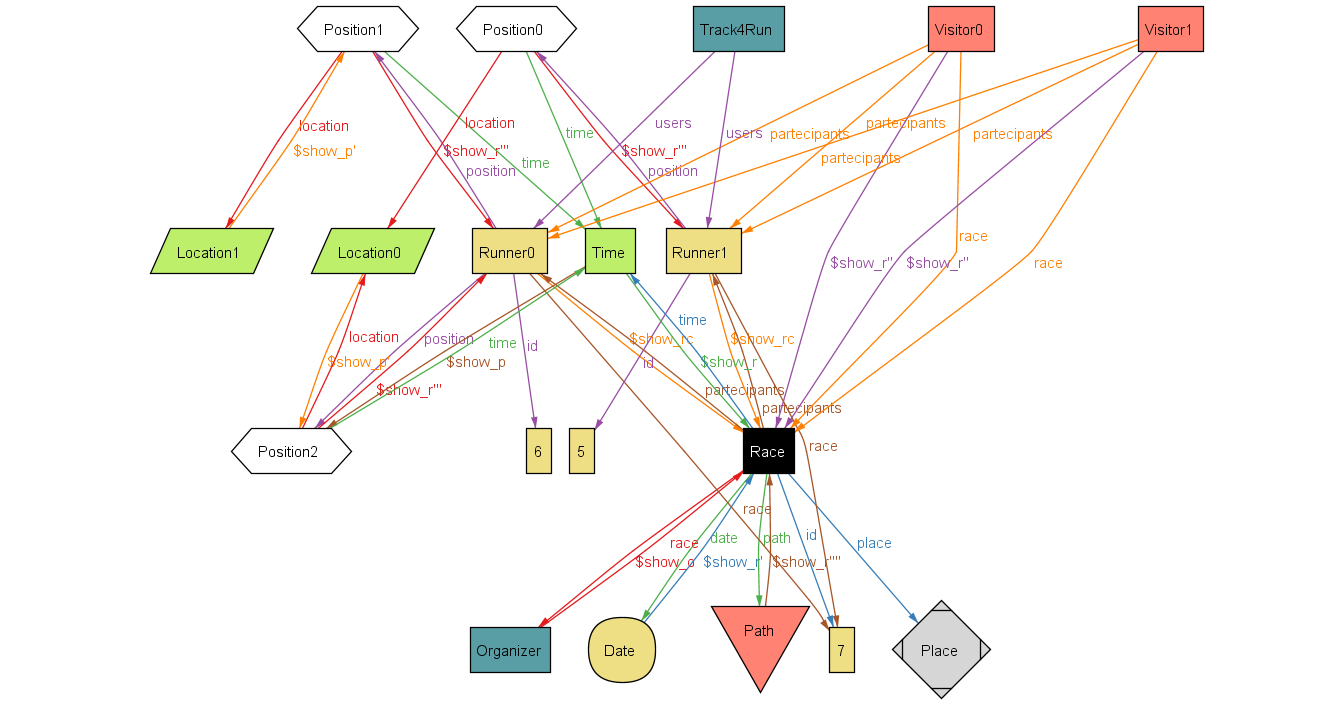 Position1
Position0
Track4Run
Visitor0
Visitor1
location
$show_p'
location
$show_r'''
position
time
time
$show_r'''
position
users
users
partecipants
partecipants
partecipants
partecipants
Location1
Location0
Runner0
Time
Runner1
$show_r''
$show_r''
race
race
location
$show_p'
position
time
$show_p
$show_r'''
id
time
$show_rc
$show_rc
id
$show_r
partecipants
partecipants
Position2
6
5
Race
race
race
race
$show_o
date
$show_r'
path
$show_r''''
id
place
Organizer
Date
Path
7
Place